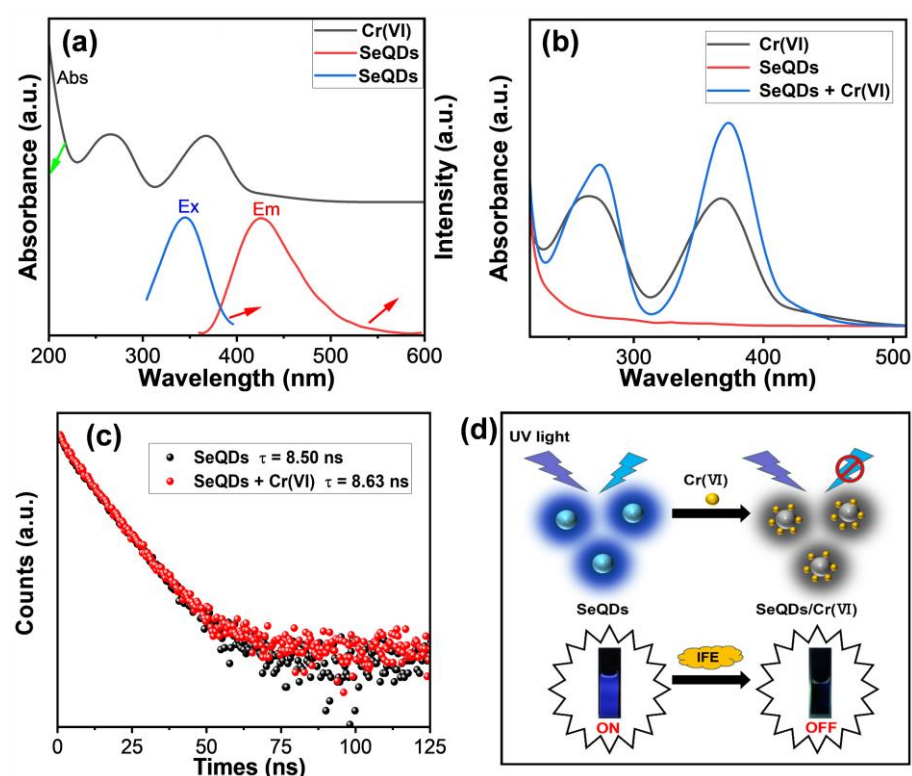 (a)
Cr(VI)
SeQDs
SeQDs
Abs
Ex
Em
Absorbance (a.u.)
Intensity (a.u.)
200 300 400 500 600
Wavelength (nm)
(b)
Cr(VI)
SeQDs
SeQDs + Cr(VI)
Absorbance (a.u.)
300 400 500
Wavelength (nm)
(c)
SeQDs τ = 8.50 ns
SeQDs + Cr(VI) τ = 8.63 ns
Counts (a.u.)
0 25 50 75 100 125
Times (ns)
(d)
UV light
Cr(Ⅵ)
SeQDs
SeQDs/Cr(Ⅵ)
IFE
ON
OFF